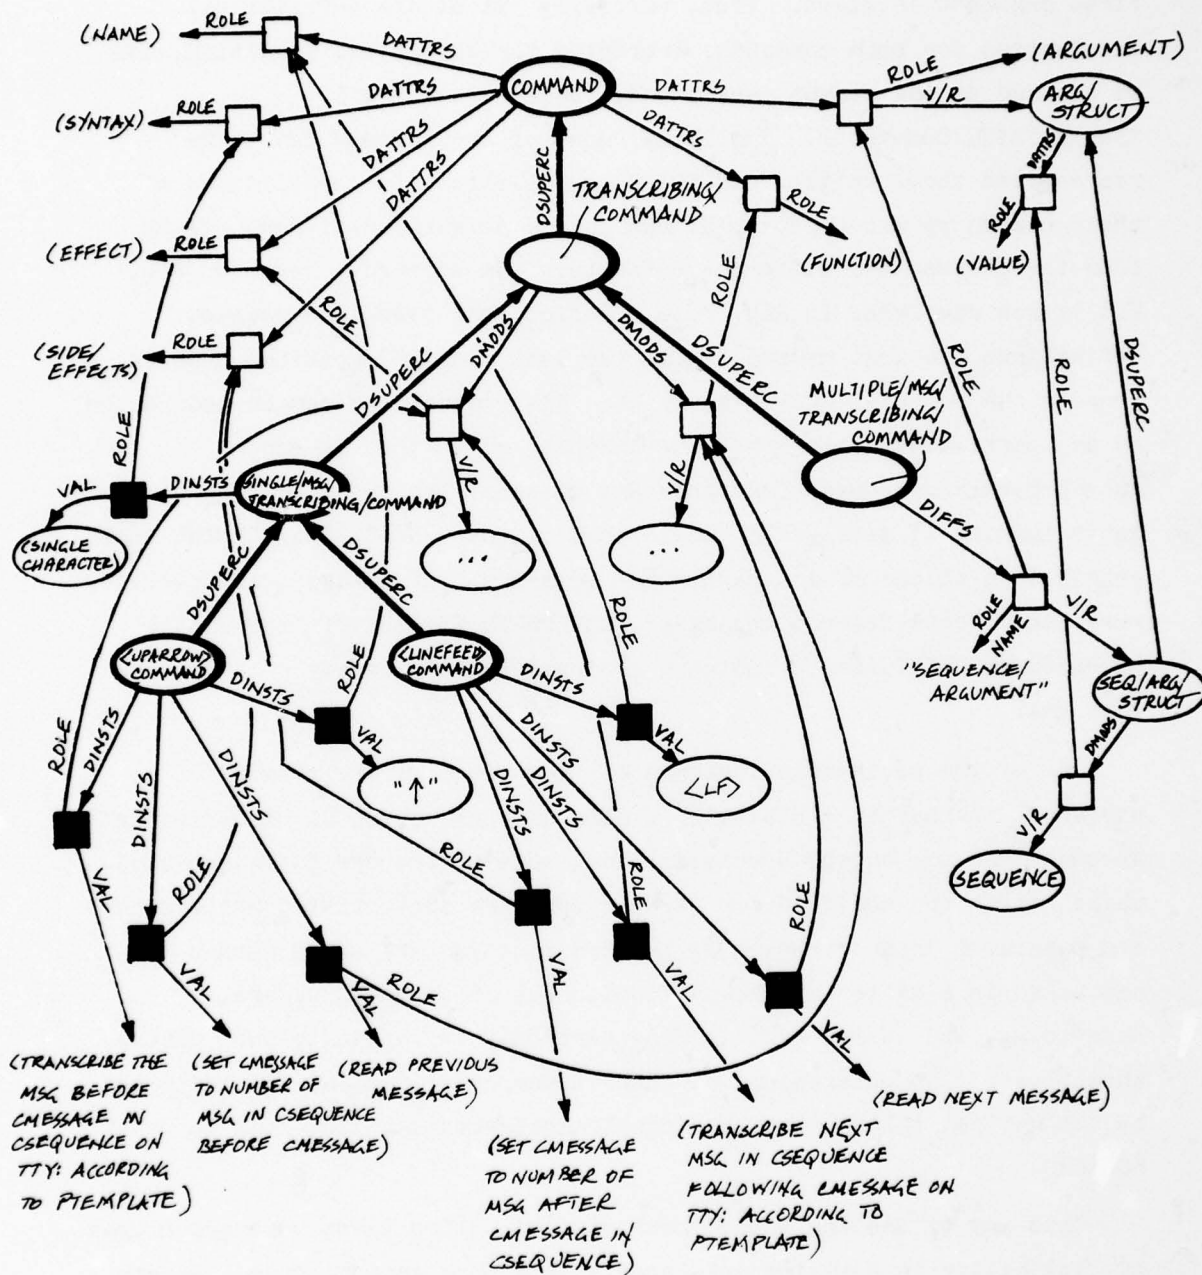 (NAME)
ROLE
DATTRS
COMMAND
DATTRS
ROLE
(ARGUMENT)
V/R
ARG/
STRUCT
(SYNTAX)
ROLE
DATTRS
DATTRS
DATTRS
DATTRS
DATTRS
ROLE
(VALUE)
DSUPERC
TRANSCRIBING/
COMMAND
ROLE
(FUNCTION)
(EFFECT)
ROLE
ROLE
ROLE
(SIDE/
EFFECTS)
ROLE
DSUPERC
DMODS
DMODS
DSUPERC
MULTIPLE/MSG/
TRANSCRIBING/
COMMAND
ROLE
ROLE
DSUPERC
ROLE
VAL
DINSTS
SINGLE/MSG/
TRANSCRIBING/COMMAND
V/R
V/R
(SINGLE
CHARACTER)
...
...
DIFFS
DSUPERC
DSUPERC
ROLE
ROLE
NAME
V/R
"SEQUENCE/
ARGUMENT"
SEQ/ARG/
STRUCT
<UPARROW>
COMMAND
<LINEFEED>
COMMAND
ROLE
DINSTS
DINSTS
ROLE
DINSTS
VAL
VAL
"↑"
<LF>
DMODS
V/R
SEQUENCE
DINSTS
DINSTS
DINSTS
DINSTS
DINSTS
VAL
ROLE
ROLE
ROLE
ROLE
VAL
VAL
ROLE
VAL
VAL
VAL
(TRANSCRIBE THE
MSG BEFORE
CMESSAGE IN
CSEQUENCE ON
TTY: ACCORDING
TO PTEMPLATE)
(SET CMESSAGE
TO NUMBER OF
MSG IN CSEQUENCE
BEFORE CMESSAGE)
(READ PREVIOUS
MESSAGE)
(SET CMESSAGE
TO NUMBER OF
MSG AFTER
CMESSAGE IN
CSEQUENCE)
(TRANSCRIBE NEXT
MSG IN CSEQUENCE
FOLLOWING CMESSAGE ON
TTY: ACCORDING TO
PTEMPLATE)
(READ NEXT MESSAGE)